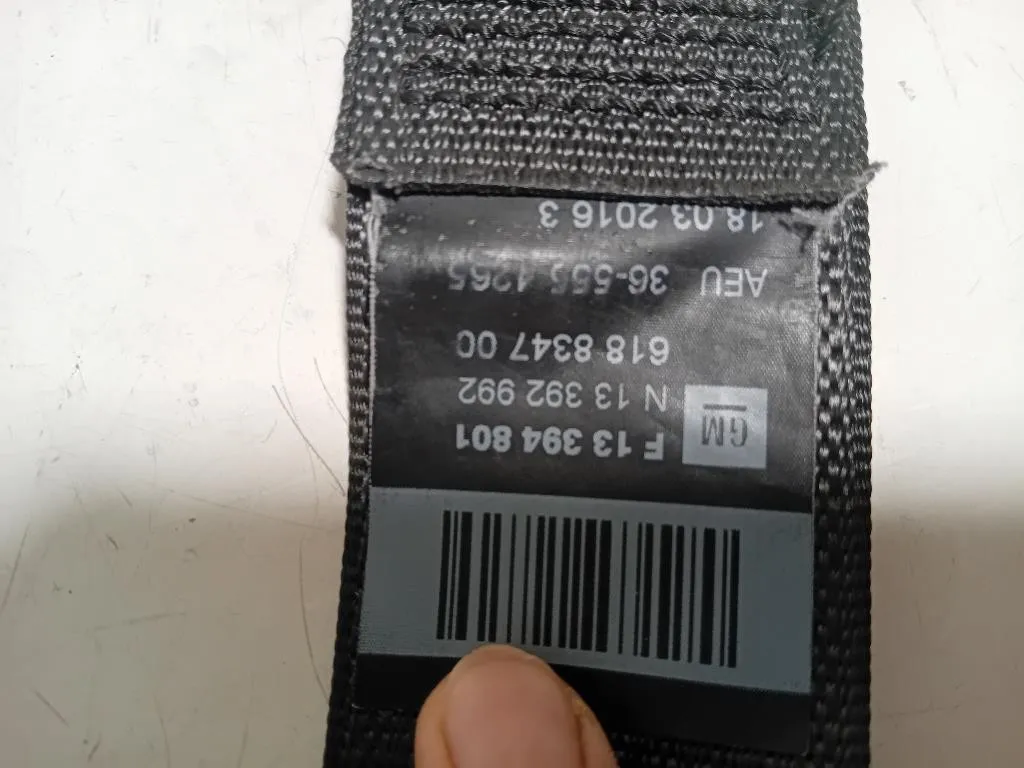 GM
F 13 394 801
N 13 392 992
618 8347 00
AEU 36-555 1265
18.03 2016 3